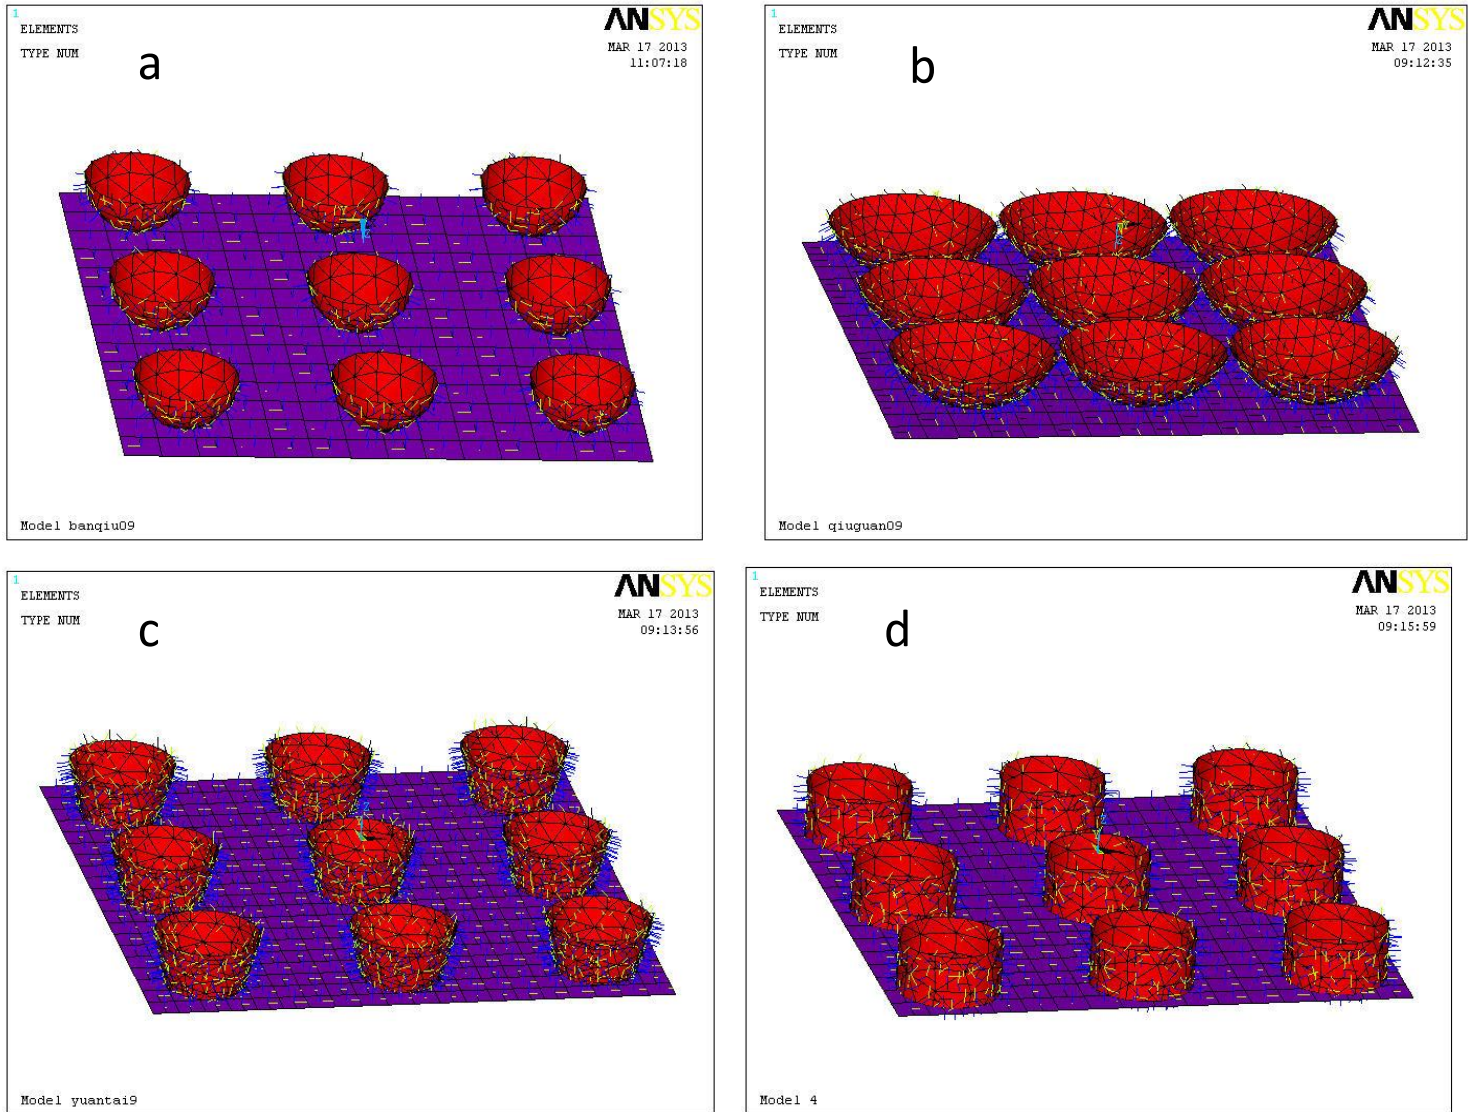 1
ELEMENTS
TYPE NUM
a
ANSYS
MAR 17 2013
11:07:18
Model banqiu09
1
ELEMENTS
TYPE NUM
b
ANSYS
MAR 17 2013
09:12:35
Model qiuguan09
1
ELEMENTS
TYPE NUM
c
ANSYS
MAR 17 2013
09:13:56
Model yuantai9
1
ELEMENTS
TYPE NUM
d
ANSYS
MAR 17 2013
09:15:59
Model 4